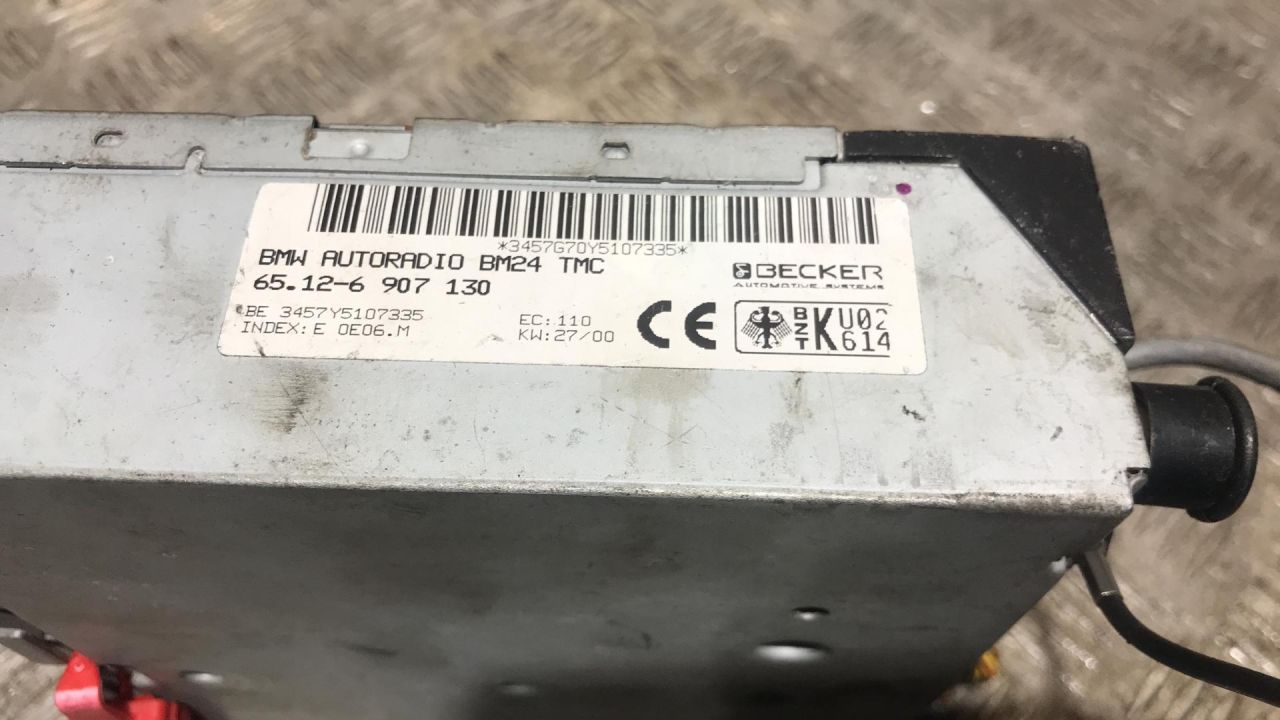 *3457G70Y5107335*
BMW AUTORADIO BM24 TMC
65.12-6 907 130
BECKER
AUTOMOTIVE SYSTEMS
BE 3457Y5107335
INDEX: E 0E06.M
EC: 110
KW: 27/00
CE
BZT K U02 614